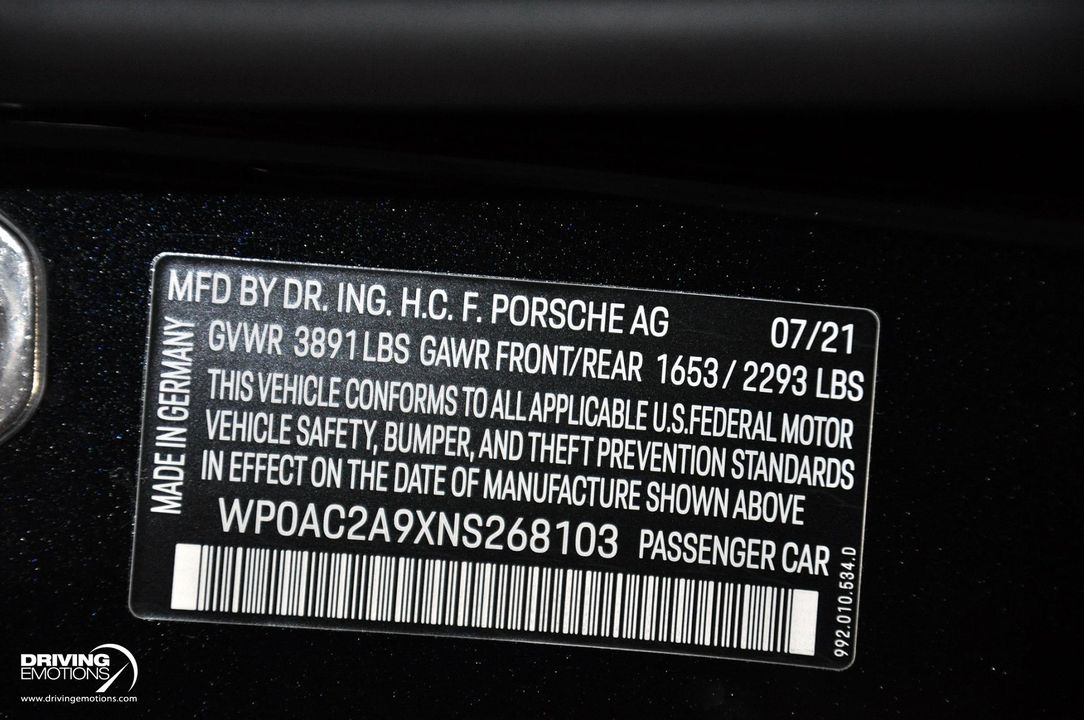 MFD BY DR. ING. H.C. F. PORSCHE AG 07/21
GVWR 3891 LBS GAWR FRONT/REAR 1653 / 2293 LBS
THIS VEHICLE CONFORMS TO ALL APPLICABLE U.S.FEDERAL MOTOR
VEHICLE SAFETY, BUMPER, AND THEFT PREVENTION STANDARDS
IN EFFECT ON THE DATE OF MANUFACTURE SHOWN ABOVE
WP0AC2A9XNS268103 PASSENGER CAR
MADE IN GERMANY
992.010.534.D
DRIVING
EMOTIONS
www.drivingemotions.com